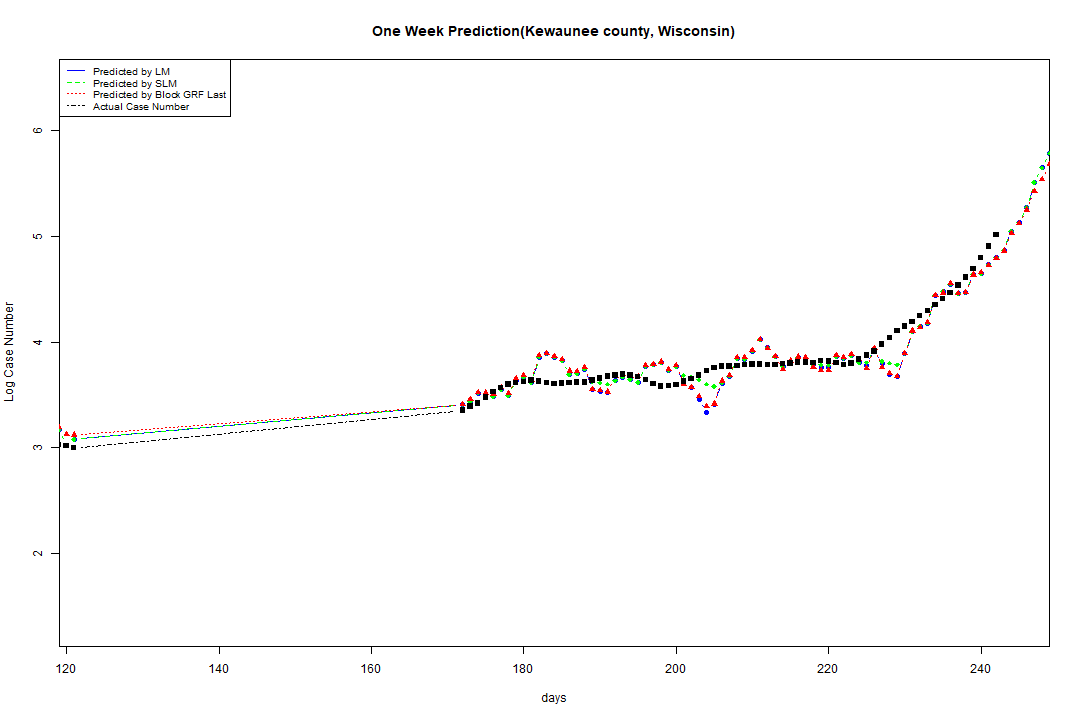 One Week Prediction(Kewaunee county, Wisconsin)
Predicted by LM
Predicted by SLM
Predicted by Block GRF Last
Actual Case Number
6
5
4
3
2
Log Case Number
120 140 160 180 200 220 240
days